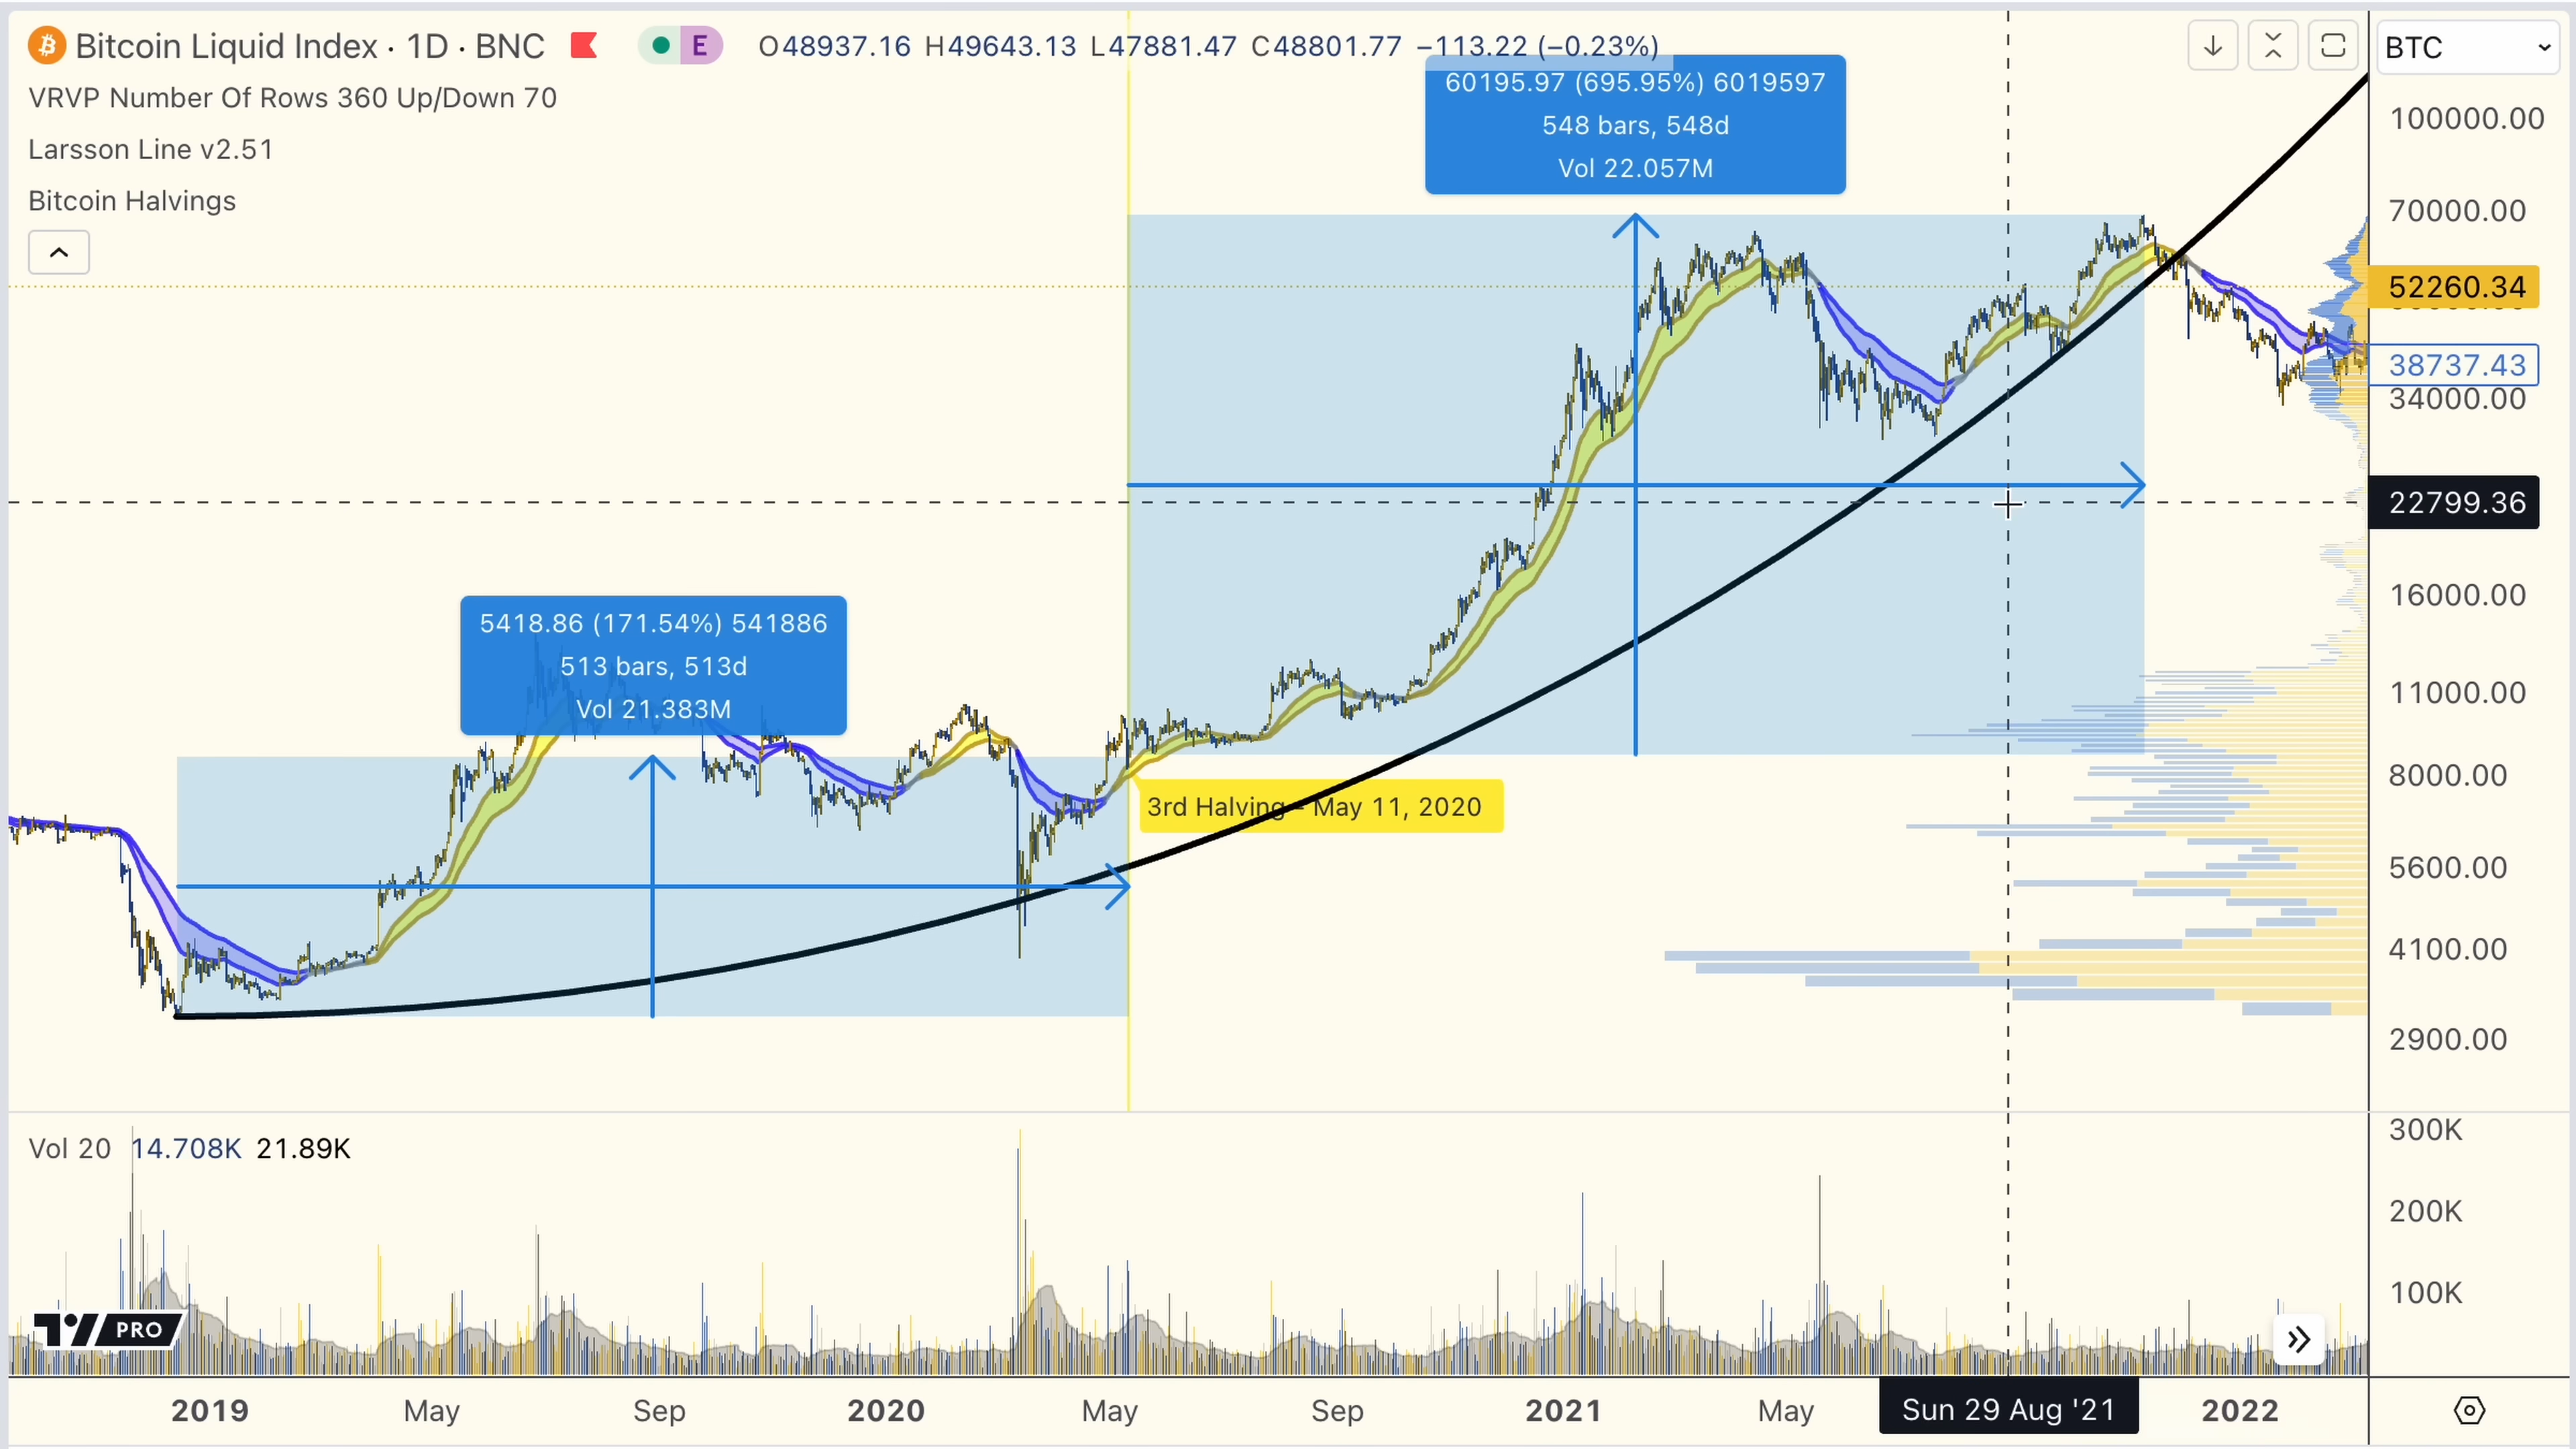 Bitcoin Liquid Index · 1D · BNC E O48937.16 H49643.13 L47881.47 C48801.77 −113.22 (−0.23%)
VRVP Number Of Rows 360 Up/Down 70
Larsson Line v2.51
Bitcoin Halvings
60195.97 (695.95%) 6019597
548 bars, 548d
Vol 22.057M
5418.86 (171.54%) 541886
513 bars, 513d
Vol 21.383M
3rd Halving - May 11, 2020
BTC
100000.00
70000.00
52260.34
38737.43
34000.00
22799.36
16000.00
11000.00
8000.00
5600.00
4100.00
2900.00
Vol 20 14.708K 21.89K
300K
200K
100K
PRO
2019 May Sep 2020 May Sep 2021 May Sun 29 Aug '21 2022